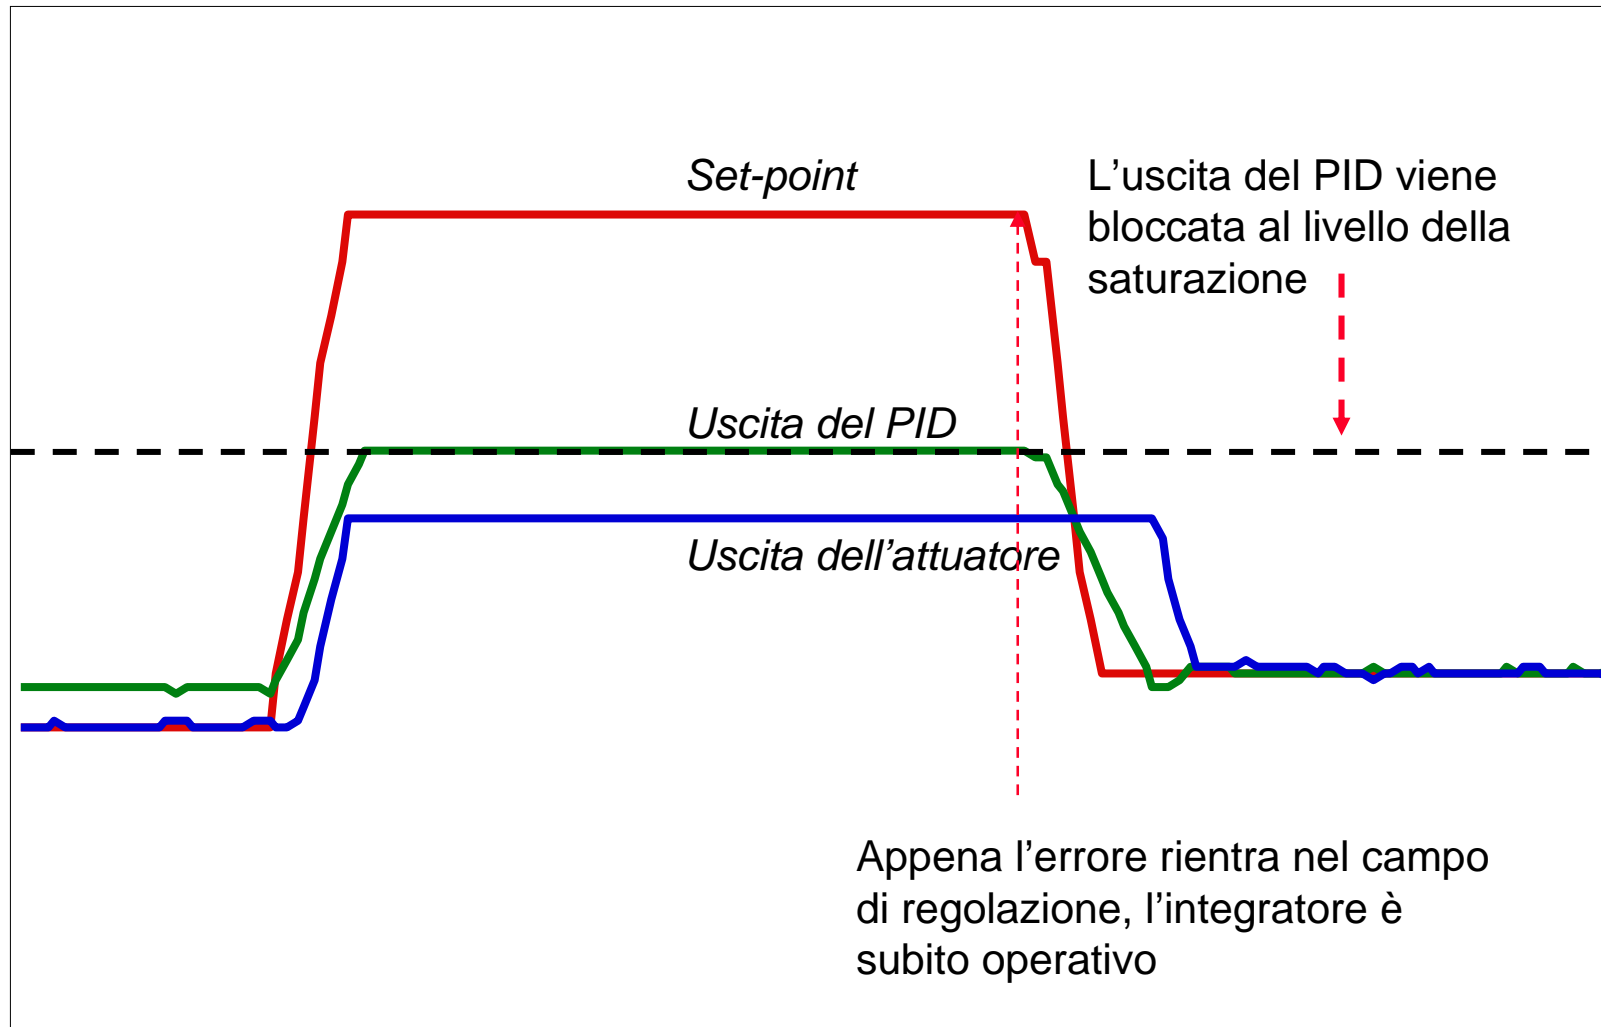 Set-point
L’uscita del PID viene
bloccata al livello della
saturazione
Uscita del PID
Uscita dell’attuatore
Appena l’errore rientra nel campo
di regolazione, l’integratore è
subito operativo